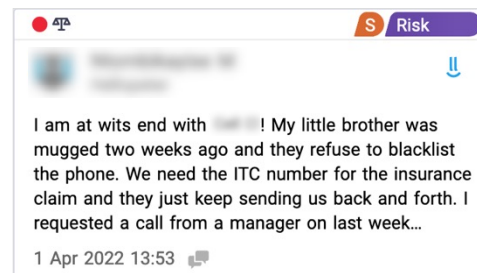 S Risk
I am at wits end with ! My little brother was
mugged two weeks ago and they refuse to blacklist
the phone. We need the ITC number for the insurance
claim and they just keep sending us back and forth. I
requested a call from a manager on last week…
1 Apr 2022 13:53